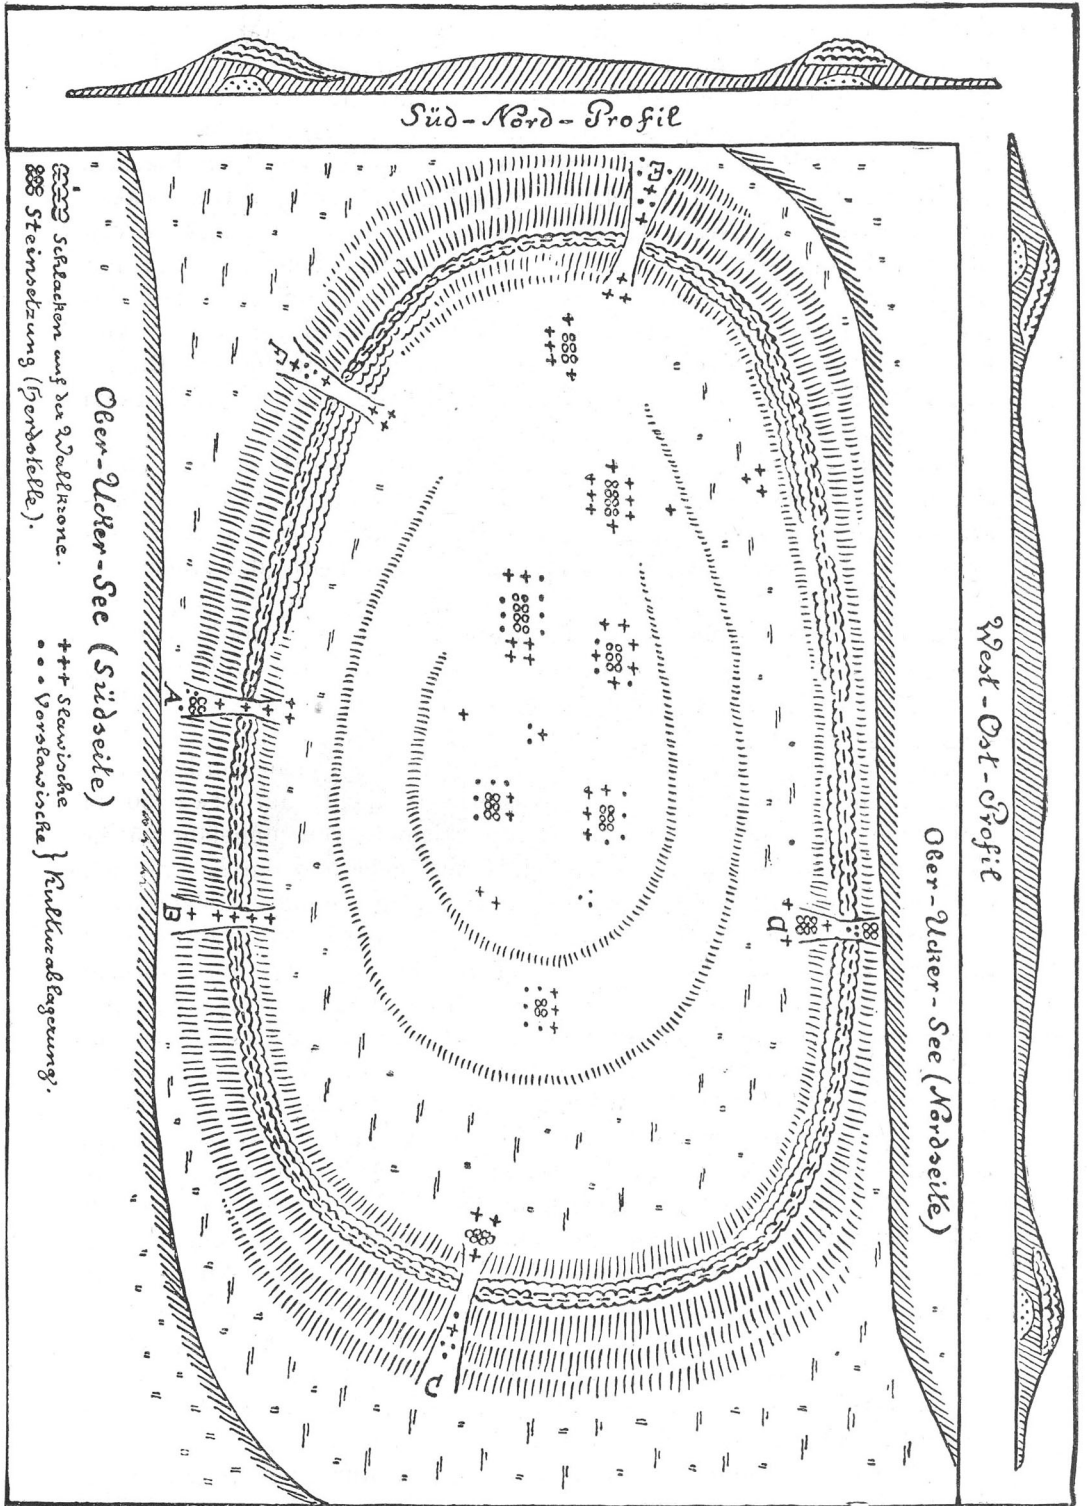 Süd-Nord-Profil
West-Ost-Profil
Ober-Ucker-See (Nordseite)
E
F
A
B
C
d
Ober-Ucker-See (Südseite)
Schlacken auf der Wallkrone.
Steinsetzung (Herdstelle).
+++ Slawische
• • • Vorslawische } Kulturablagerung.